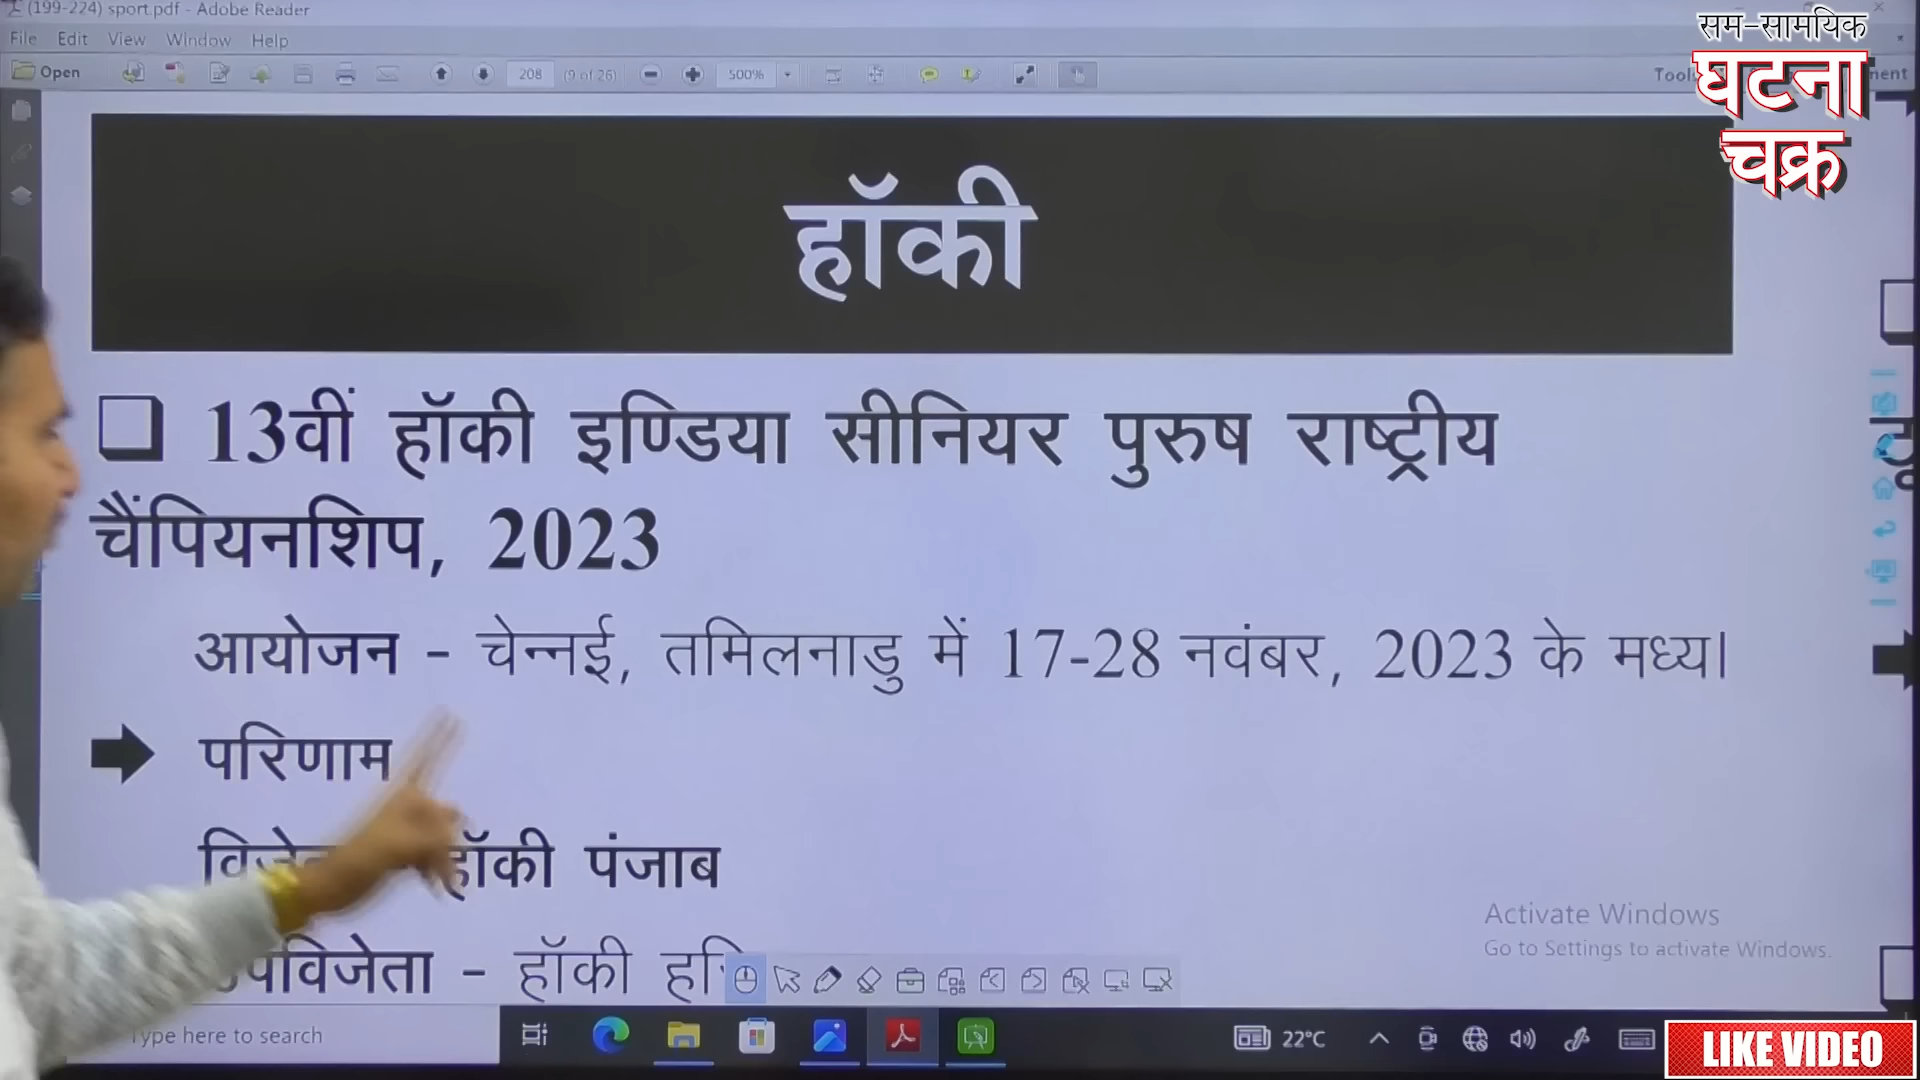 (199-224) sport.pdf - Adobe Reader
File Edit View Window Help
Open 208 (9 of 26) 500%
सम-सामयिक
घटना
चक्र
हॉकी
13वीं हॉकी इण्डिया सीनियर पुरुष राष्ट्रीय
चैंपियनशिप, 2023
आयोजन - चेन्नई, तमिलनाडु में 17-28 नवंबर, 2023 के मध्य।
परिणाम
हॉकी पंजाब
उपविजेता - हॉकी
Activate Windows
Go to Settings to activate Windows.
Type here to search
22°C
LIKE VIDEO